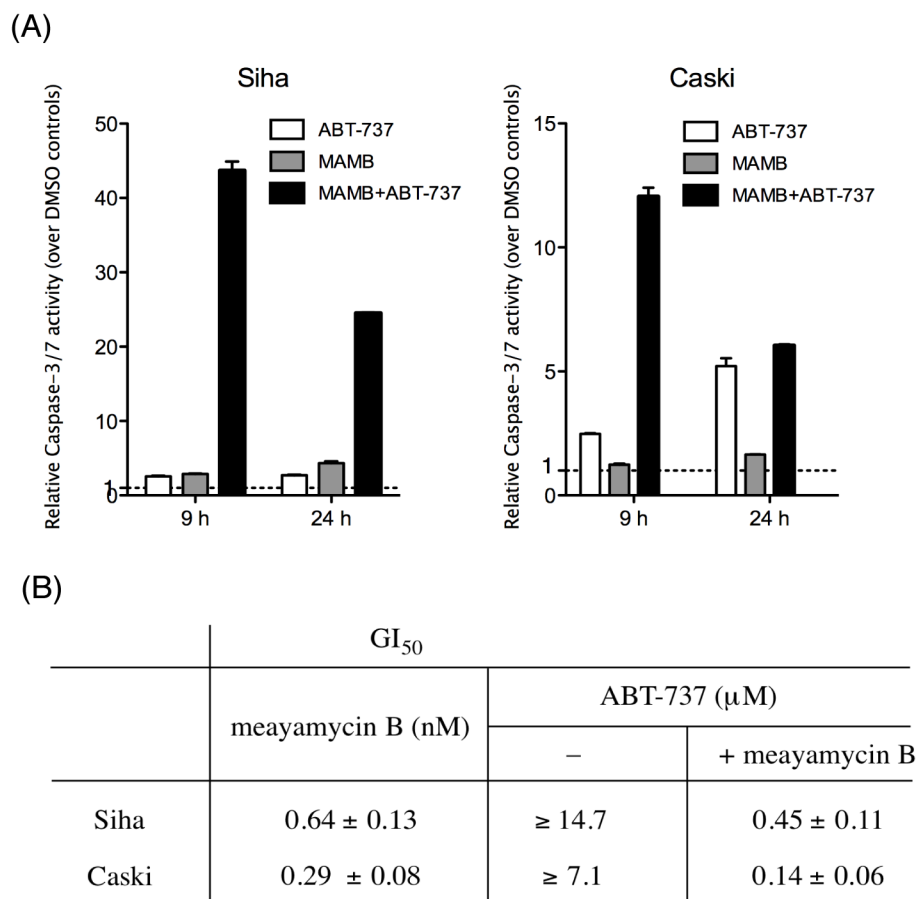 (A)
Siha
Relative Caspase-3/7 activity (over DMSO controls)
50
40
30
20
10
1
0
ABT-737
MAMB
MAMB+ABT-737
9 h
24 h
Caski
Relative Caspase-3/7 activity (over DMSO controls)
15
10
5
1
0
ABT-737
MAMB
MAMB+ABT-737
9 h
24 h
(B)
GI50
meayamycin B (nM)
ABT-737 (μM)
–
+ meayamycin B
Siha 0.64 ± 0.13 ≥ 14.7 0.45 ± 0.11
Caski 0.29 ± 0.08 ≥ 7.1 0.14 ± 0.06